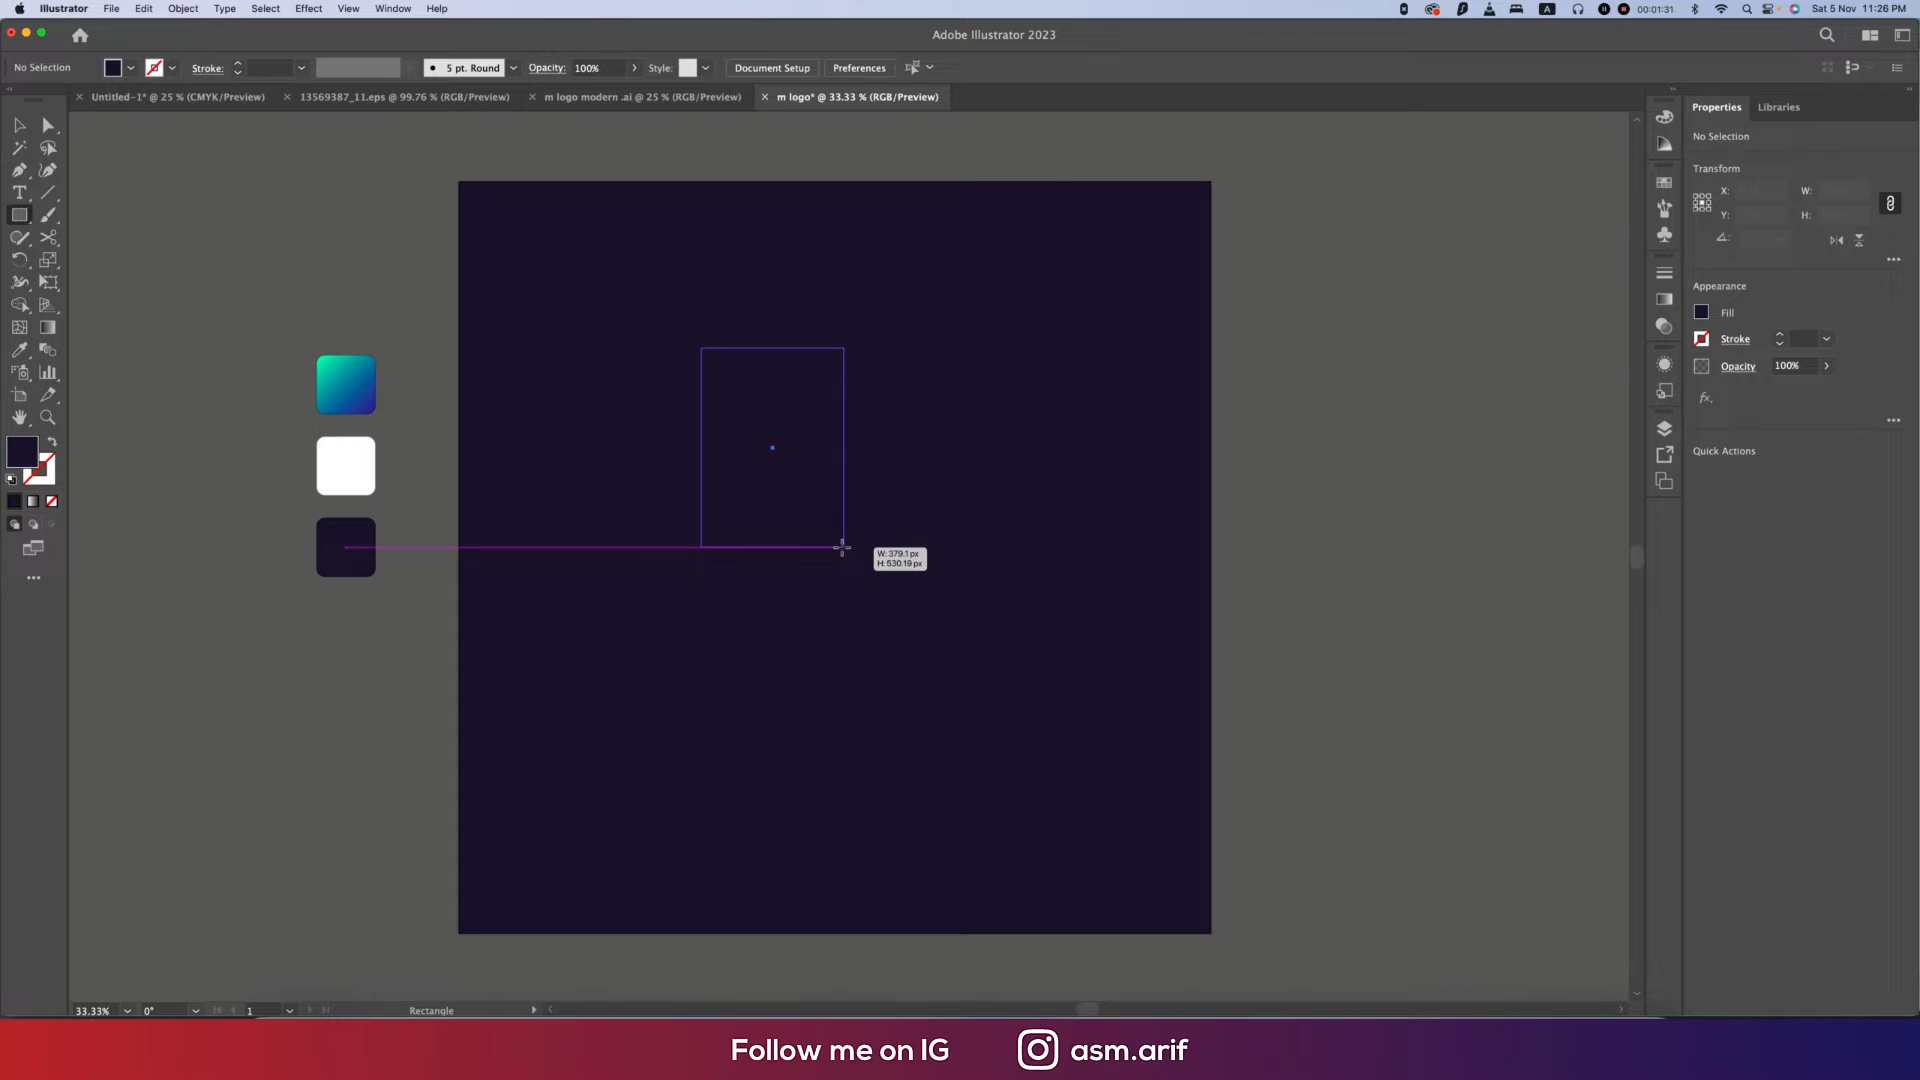 Illustrator File Edit Object Type Select Effect View Window Help
A 00:01:31 Sat 5 Nov 11:26 PM
Adobe Illustrator 2023
No Selection Stroke: 5 pt. Round Opacity: 100% Style: Document Setup Preferences
Untitled-1* @ 25 % (CMYK/Preview) 13569387_11.eps @ 99.76 % (RGB/Preview) m logo modern .ai @ 25 % (RGB/Preview) m logo* @ 33.33 % (RGB/Preview)
Properties Libraries
No Selection
Transform
X: W:
Y: H:
Appearance
Fill
Stroke
Opacity 100%
fx.
Quick Actions
W: 379.1 px
H: 530.19 px
33.33% 0° 1 Rectangle
Follow me on IG asm.arif